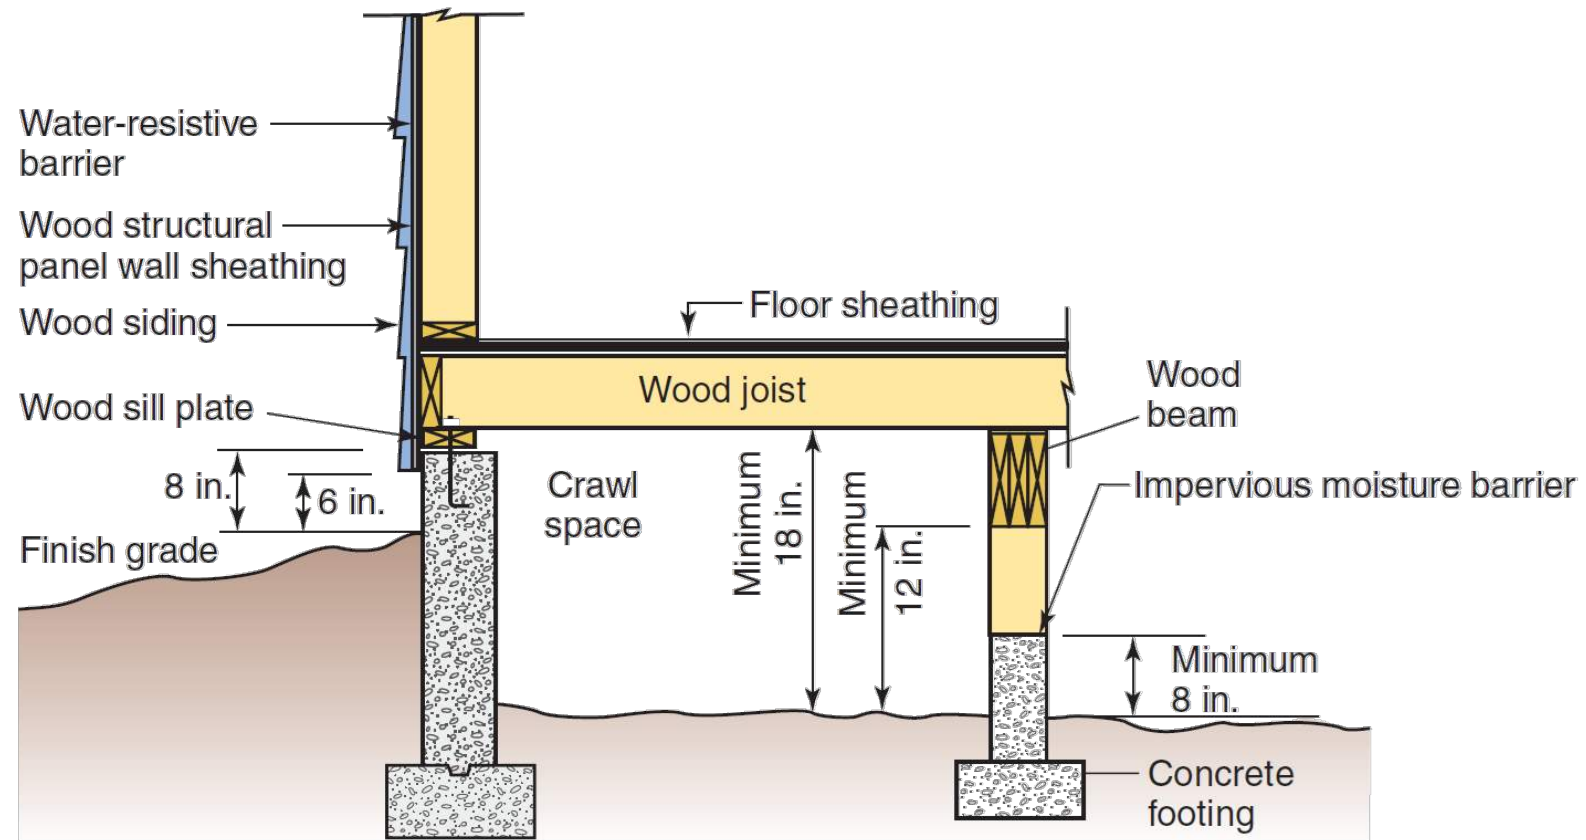 Water-resistive
barrier
Wood structural
panel wall sheathing
Wood siding
Wood sill plate
8 in.
6 in.
Finish grade
Floor sheathing
Wood joist
Wood
beam
Crawl
space
Minimum
18 in.
Minimum
12 in.
Impervious moisture barrier
Minimum
8 in.
Concrete
footing